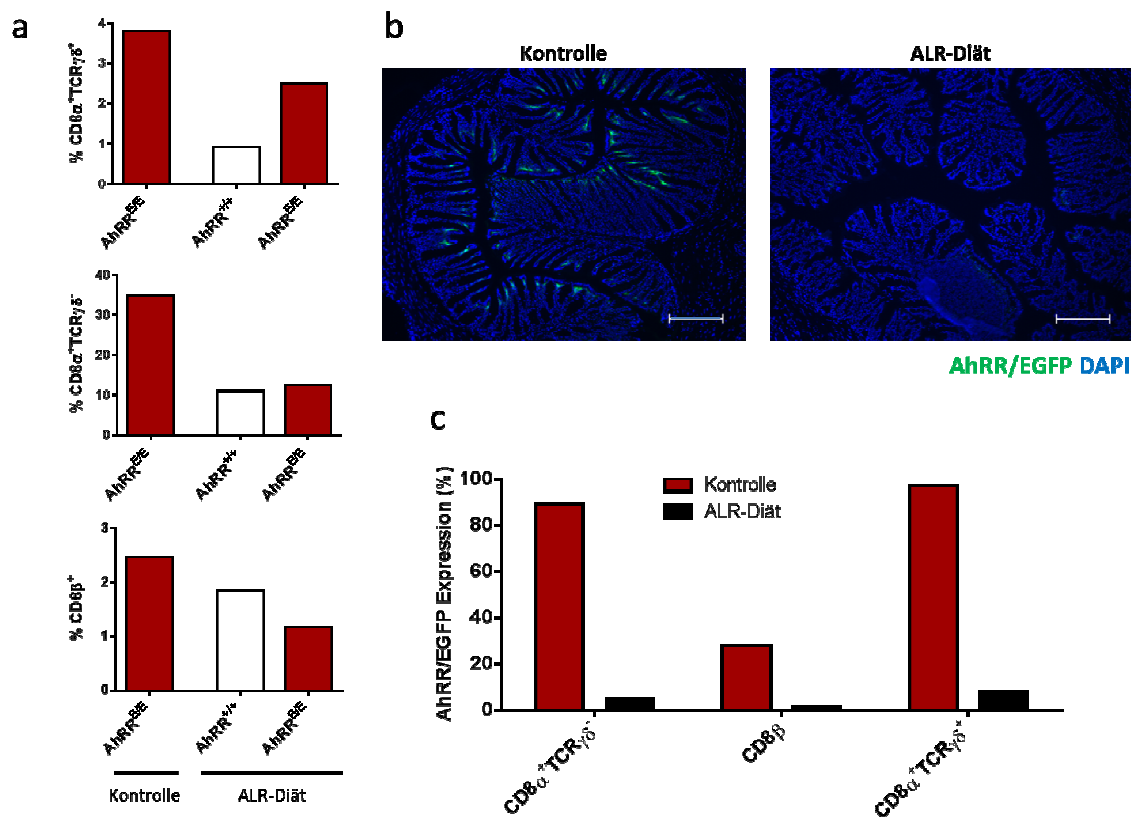 a
4
3
2
1
0
% CD8α⁺TCRγδ⁺
AhRR^E/E
AhRR^+/+
AhRR^E/E
40
30
20
10
0
% CD8α⁺TCRγδ⁻
AhRR^E/E
AhRR^+/+
AhRR^E/E
3
2
1
0
% CD8β⁺
AhRR^E/E
AhRR^+/+
AhRR^E/E
Kontrolle
ALR-Diät
b
Kontrolle
ALR-Diät
AhRR/EGFP DAPI
c
AhRR/EGFP Expression (%)
100
80
60
40
20
0
Kontrolle
ALR-Diät
CD8α⁺TCRγδ⁻
CD8β
CD8α⁺TCRγδ⁺